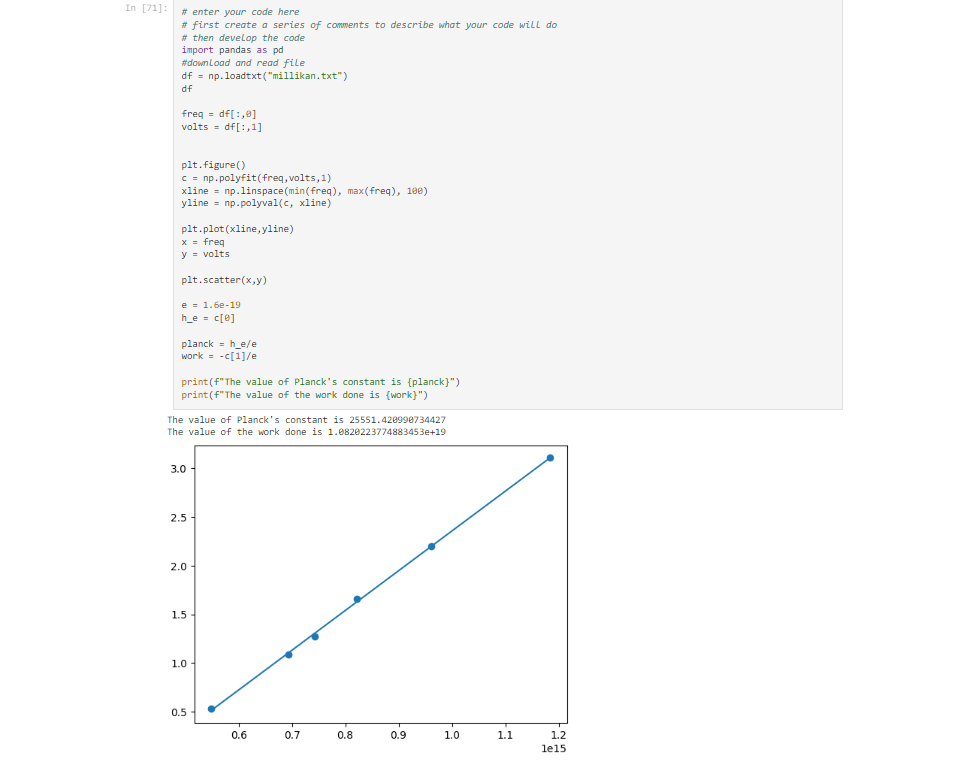 In [71]:
# enter your code here
# first create a series of comments to describe what your code will do
# then develop the code
import pandas as pd
#download and read file
df = np.loadtxt("millikan.txt")
df
freq = df[:,0]
volts = df[:,1]
plt.figure()
c = np.polyfit(freq,volts,1)
xline = np.linspace(min(freq), max(freq), 100)
yline = np.polyval(c, xline)
plt.plot(xline,yline)
x = freq
y = volts
plt.scatter(x,y)
e = 1.6e-19
h_e = c[0]
planck = h_e/e
work = -c[1]/e
print(f"The value of Planck's constant is {planck}")
print(f"The value of the work done is {work}")
The value of Planck's constant is 25551.420990734427
The value of the work done is 1.0820223774883453e+19
3.0
2.5
2.0
1.5
1.0
0.5
0.6 0.7 0.8 0.9 1.0 1.1 1.2
1e15